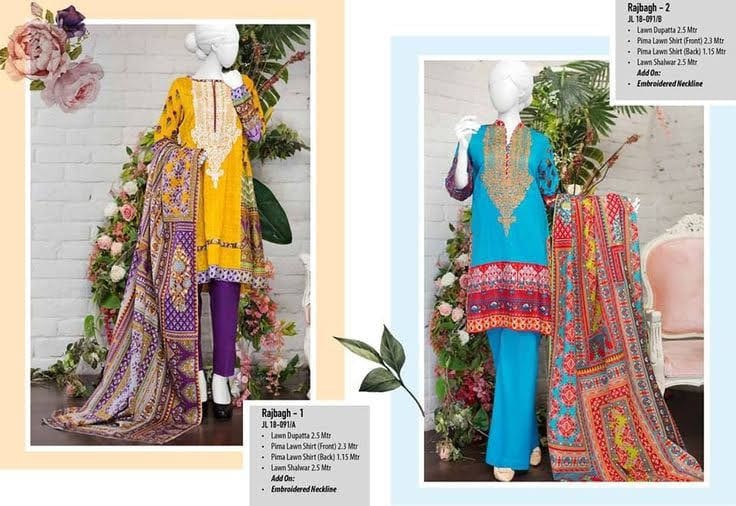 Rajbagh - 1
JL 18-091/A
• Lawn Dupatta 2.5 Mtr
• Pima Lawn Shirt (Front) 2.3 Mtr
• Pima Lawn Shirt (Back) 1.15 Mtr
• Lawn Shalwar 2.5 Mtr
Add On:
• Embroidered Neckline
Rajbagh - 2
JL 18-091/B
• Lawn Dupatta 2.5 Mtr
• Pima Lawn Shirt (Front) 2.3 Mtr
• Pima Lawn Shirt (Back) 1.15 Mtr
• Lawn Shalwar 2.5 Mtr
Add On:
• Embroidered Neckline